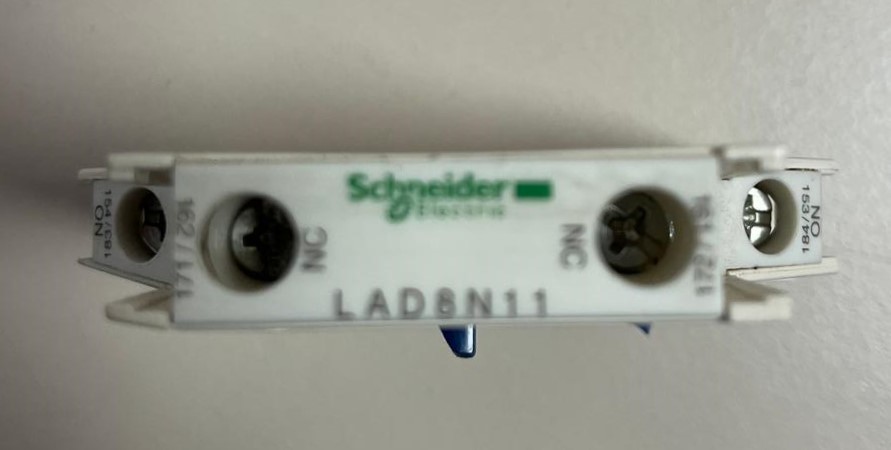 Schneider
Electric
NO
183/154
171/162
NC
NC
172/161
184/153
NO
LAD8N11